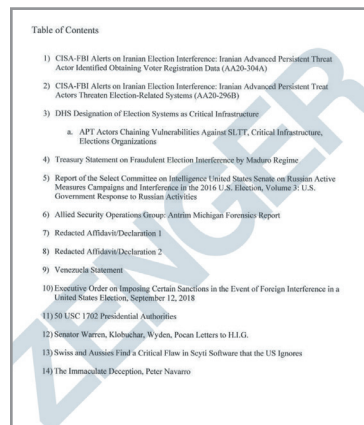 Table of Contents
1) CISA-FBI Alerts on Iranian Election Interference: Iranian Advanced Persistent Threat
Actor Identified Obtaining Voter Registration Data (AA20-304A)
2) CISA-FBI Alerts on Iranian Election Interference: Iranian Advanced Persistent Treat
Actors Threaten Election-Related Systems (AA20-296B)
3) DHS Designation of Election Systems as Critical Infrastructure
a. APT Actors Chaining Vulnerabilities Against SLTT, Critical Infrastructure,
Elections Organizations
4) Treasury Statement on Fraudulent Election Interference by Maduro Regime
5) Report of the Select Committee on Intelligence United States Senate on Russian Active
Measures Campaigns and Interference in the 2016 U.S. Election, Volume 3: U.S.
Government Response to Russian Activities
6) Allied Security Operations Group: Antrim Michigan Forensics Report
7) Redacted Affidavit/Declaration 1
8) Redacted Affidavit/Declaration 2
9) Venezuela Statement
10) Executive Order on Imposing Certain Sanctions in the Event of Foreign Interference in a
United States Election, September 12, 2018
11) 50 USC 1702 Presidential Authorities
12) Senator Warren, Klobuchar, Wyden, Pocan Letters to H.I.G.
13) Swiss and Aussies Find a Critical Flaw in Scytl Software that the US Ignores
14) The Immaculate Deception, Peter Navarro
ZENGER